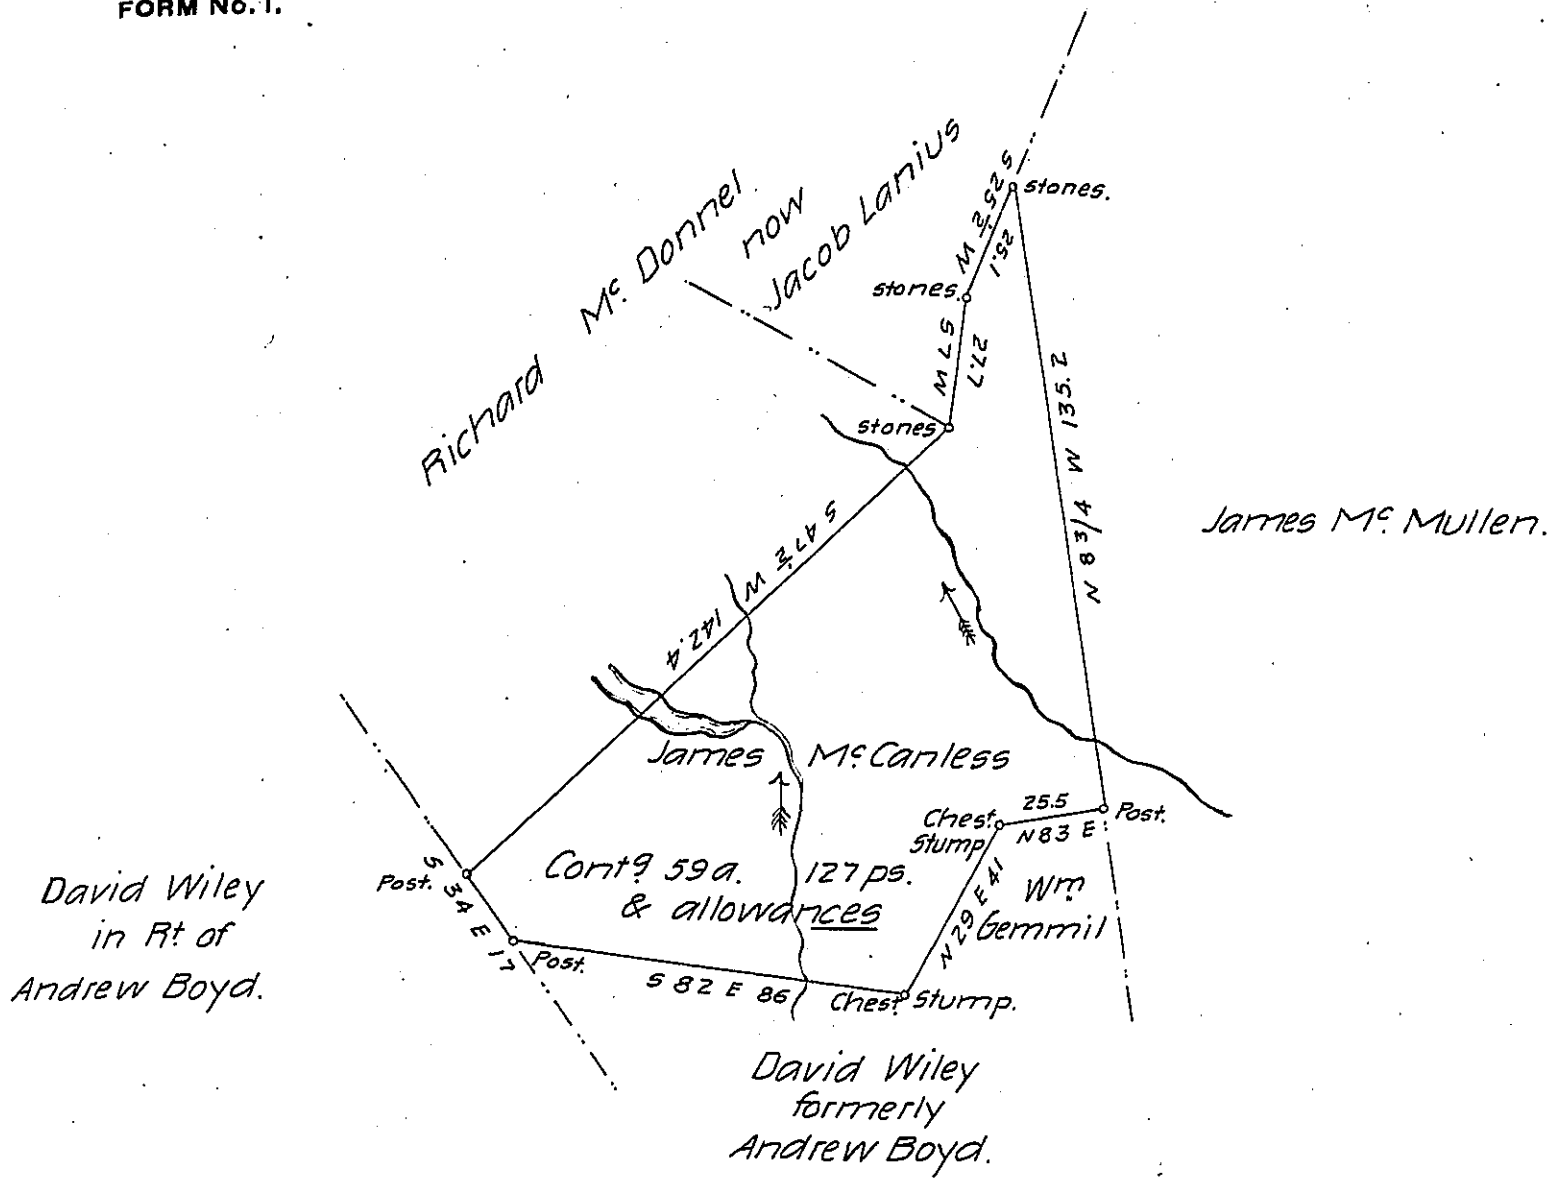 FORM No. 1.
Richard Mc. Donnel
now
Jacob Lanius
S 25½ W
25.1
stones.
stones.
S 7 W
27.7
stones
N 8 3/4 W 135.2
James Mc. Mullen.
S 47½ W 142.4
James Mc. Canless
Contg. 59a. 127 ps.
& allowances
25.5
N 83 E
Post.
Chest.
Stump
N 29 E 41
Wm.
Gemmil
Post.
S 34 E 17
Post.
S 82 E 86
Chest. Stump.
David Wiley
in Rt. of
Andrew Boyd.
David Wiley
formerly
Andrew Boyd.